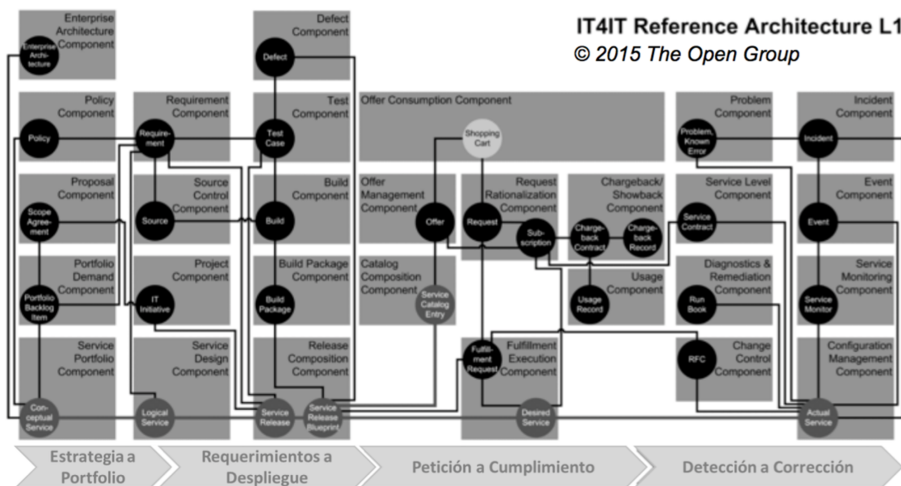 IT4IT Reference Architecture L1
© 2015 The Open Group
Enterprise
Architecture
Component
Enterprise
Archi-
tecture
Policy
Component
Policy
Proposal
Component
Scope
Agree-
ment
Portfolio
Demand
Component
Portfolio
Backlog
Item
Service
Portfolio
Component
Con-
ceptual
Service
Requirement
Component
Require-
ment
Source
Control
Component
Source
Project
Component
IT
Initiative
Service
Design
Component
Logical
Service
Defect
Component
Defect
Test
Component
Test
Case
Build
Component
Build
Build Package
Component
Build
Package
Release
Composition
Component
Service
Release
Service
Release
Blueprint
Offer Consumption Component
Shopping
Cart
Offer
Management
Component
Offer
Catalog
Composition
Component
Service
Catalog
Entry
Request
Rationalization
Component
Request
Sub-
scription
Fulfillment
Execution
Component
Fulfill-
ment
Request
Desired
Service
Chargeback/
Showback
Component
Charge-
back
Contract
Charge-
back
Record
Usage
Component
Usage
Record
Problem
Component
Problem,
Known
Error
Service Level
Component
Service
Contract
Diagnostics &
Remediation
Component
Run
Book
Change
Control
Component
RFC
Incident
Component
Incident
Event
Component
Event
Service
Monitoring
Component
Service
Monitor
Configuration
Management
Component
Actual
Service
Estrategia a
Portfolio
Requerimientos a
Despliegue
Petición a Cumplimiento
Detección a Corrección